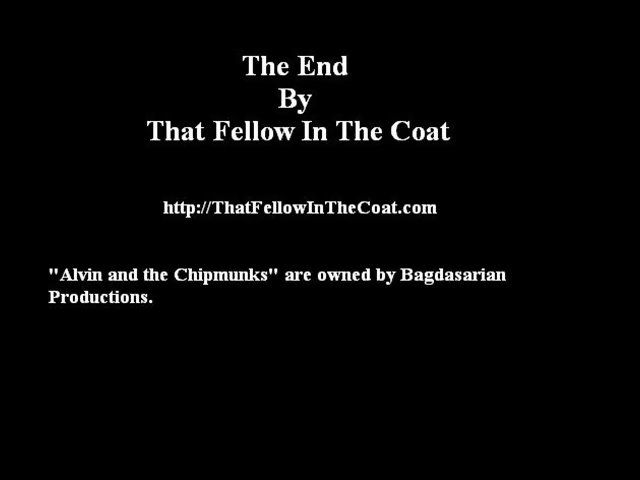 The End
By
That Fellow In The Coat
http://ThatFellowInTheCoat.com
"Alvin and the Chipmunks" are owned by Bagdasarian
Productions.